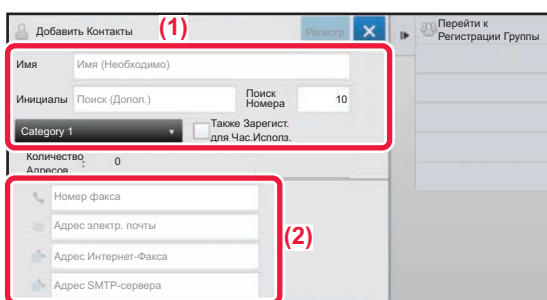 Добавить Контакты
(1)
Регистр
Перейти к
Регистрации Группы
Имя
Имя (Необходимо)
Инициалы
Поиск (Допол.)
Поиск
Номера
10
Category 1
Также Зарегист.
для Час.Исполз.
Количество
Адресов
:
0
Номер факса
Адрес электр. почты
(2)
Адрес Интернет-Факса
Адрес SMTP-сервера